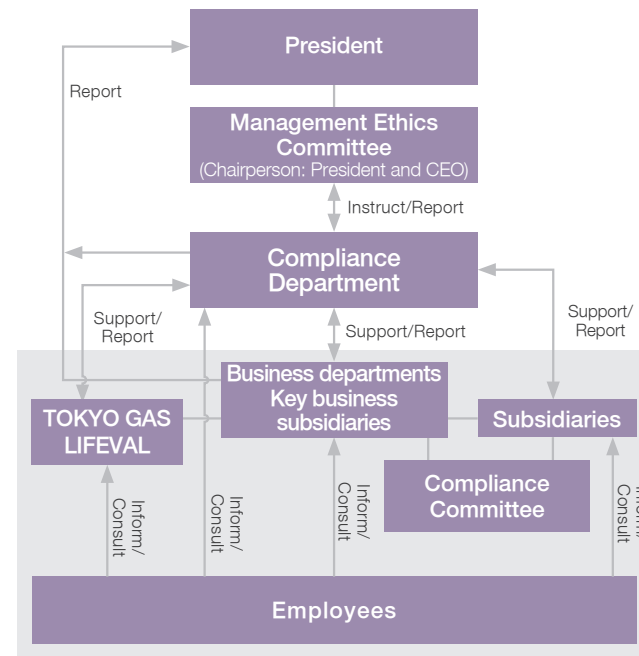 President
Report
Management Ethics
Committee
(Chairperson: President and CEO)
Instruct/Report
Compliance
Department
Support/
Report
Support/Report
Support/
Report
Business departments
Key business
subsidiaries
TOKYO GAS
LIFEVAL
Subsidiaries
Compliance
Committee
Inform/
Consult
Inform/
Consult
Inform/
Consult
Inform/
Consult
Employees